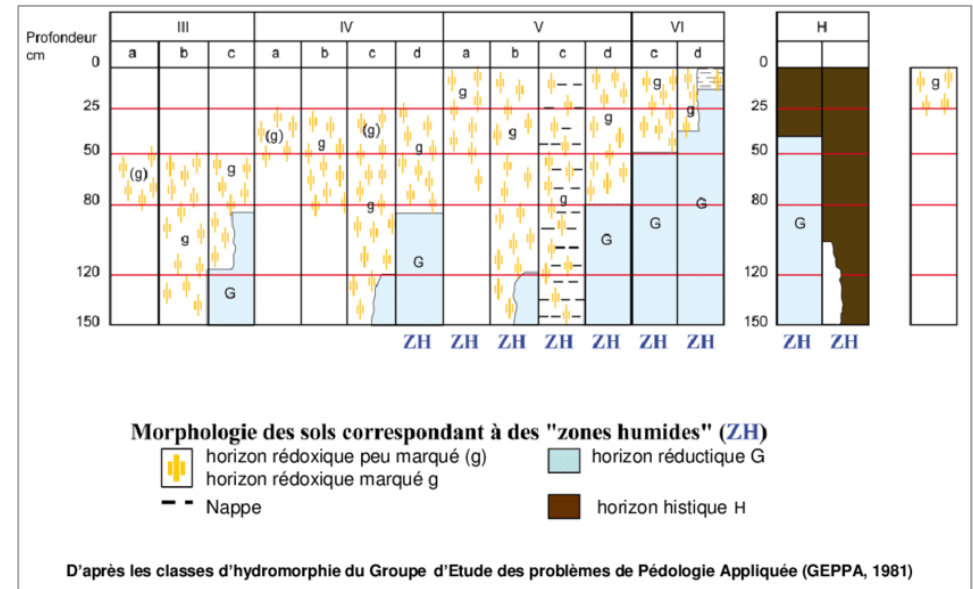 III IV V VI H
Profondeur
cm
a b c a b c d a b c d c d
0 0
g g g
25 25
(g) (g) g g g
g g
50 50
(g) g
80 80
g g g G G G
g G G
120 120
G
150 150
ZH ZH ZH ZH ZH ZH ZH ZH ZH
Morphologie des sols correspondant à des "zones humides" (ZH)
horizon rédoxique peu marqué (g) horizon réductique G
horizon rédoxique marqué g
Nappe horizon histique H
D'après les classes d'hydromorphie du Groupe d'Etude des problèmes de Pédologie Appliquée (GEPPA, 1981)